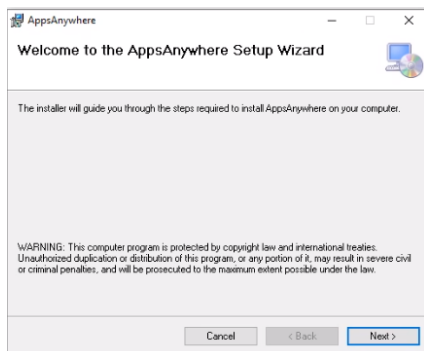 AppsAnywhere
Welcome to the AppsAnywhere Setup Wizard
The installer will guide you through the steps required to install AppsAnywhere on your computer.
WARNING: This computer program is protected by copyright law and international treaties.
Unauthorized duplication or distribution of this program, or any portion of it, may result in severe civil
or criminal penalties, and will be prosecuted to the maximum extent possible under the law.
Cancel < Back Next >